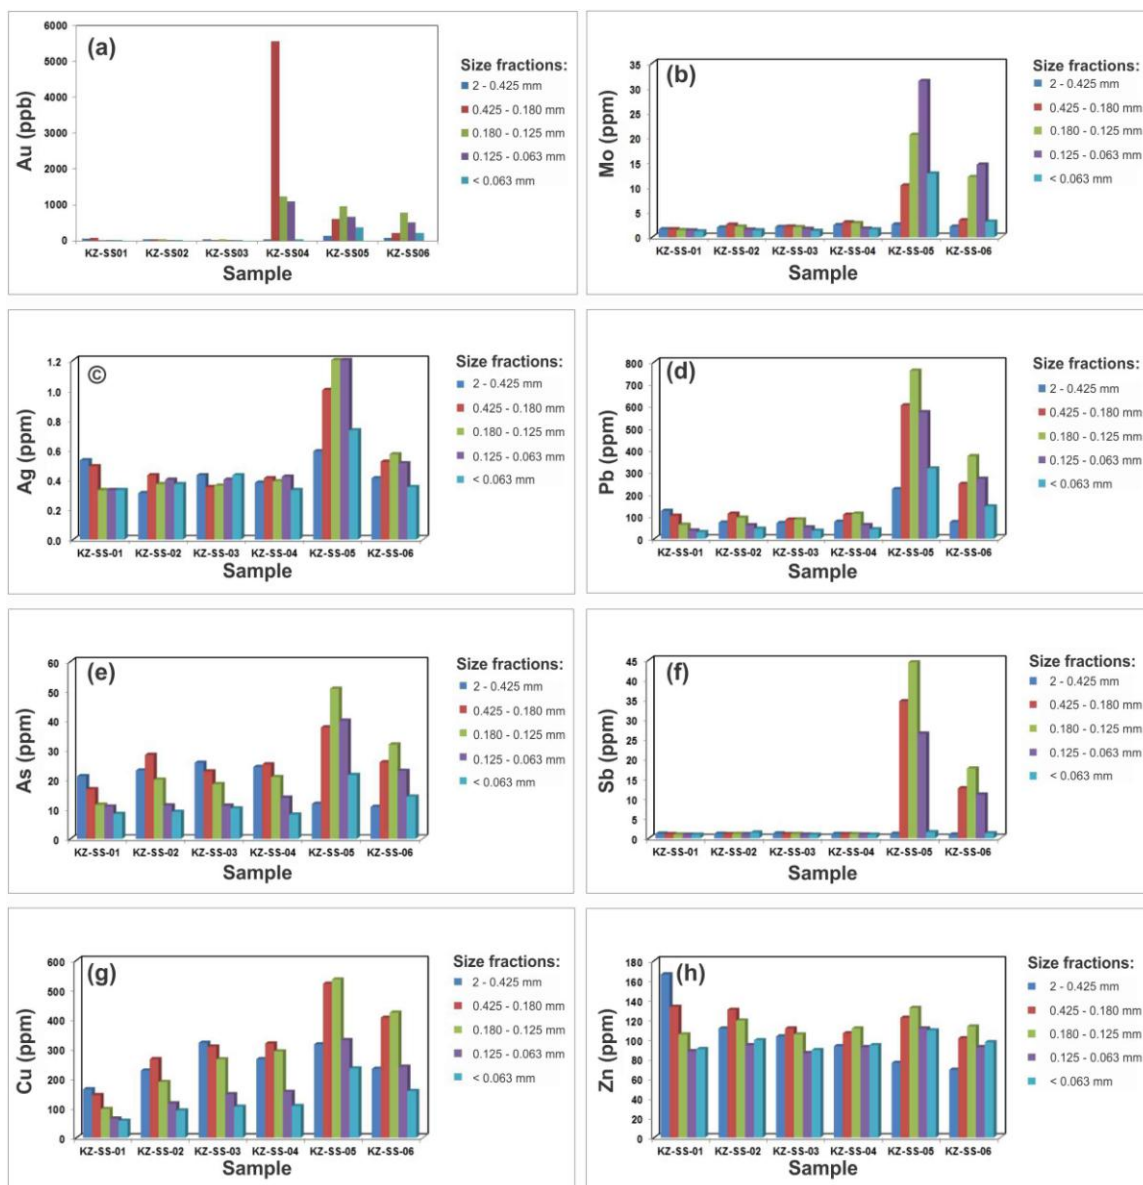 (a)
Au (ppb)
6000
5000
4000
3000
2000
1000
0
KZ-SS01 KZ-SS02 KZ-SS03 KZ-SS04 KZ-SS05 KZ-SS06
Sample
Size fractions:
2 - 0.425 mm
0.425 - 0.180 mm
0.180 - 0.125 mm
0.125 - 0.063 mm
< 0.063 mm
(b)
Mo (ppm)
35
30
25
20
15
10
5
0
KZ-SS-01 KZ-SS-02 KZ-SS-03 KZ-SS-04 KZ-SS-05 KZ-SS-06
Sample
Size fractions:
2 - 0.425 mm
0.425 - 0.180 mm
0.180 - 0.125 mm
0.125 - 0.063 mm
< 0.063 mm
©
Ag (ppm)
1.2
1.0
0.8
0.6
0.4
0.2
0.0
KZ-SS-01 KZ-SS-02 KZ-SS-03 KZ-SS-04 KZ-SS-05 KZ-SS-06
Sample
Size fractions:
2 - 0.425 mm
0.425 - 0.180 mm
0.180 - 0.125 mm
0.125 - 0.063 mm
< 0.063 mm
(d)
Pb (ppm)
800
700
600
500
400
300
200
100
0
KZ-SS-01 KZ-SS-02 KZ-SS-03 KZ-SS-04 KZ-SS-05 KZ-SS-06
Sample
Size fractions:
2 - 0.425 mm
0.425 - 0.180 mm
0.180 - 0.125 mm
0.125 - 0.063 mm
< 0.063 mm
(e)
As (ppm)
60
50
40
30
20
10
0
KZ-SS-01 KZ-SS-02 KZ-SS-03 KZ-SS-04 KZ-SS-05 KZ-SS-06
Sample
Size fractions:
2 - 0.425 mm
0.425 - 0.180 mm
0.180 - 0.125 mm
0.125 - 0.063 mm
< 0.063 mm
(f)
Sb (ppm)
45
40
35
30
25
20
15
10
5
0
KZ-SS-01 KZ-SS-02 KZ-SS-03 KZ-SS-04 KZ-SS-05 KZ-SS-06
Sample
Size fractions:
2 - 0.425 mm
0.425 - 0.180 mm
0.180 - 0.125 mm
0.125 - 0.063 mm
< 0.063 mm
(g)
Cu (ppm)
600
500
400
300
200
100
0
KZ-SS-01 KZ-SS-02 KZ-SS-03 KZ-SS-04 KZ-SS-05 KZ-SS-06
Sample
Size fractions:
2 - 0.425 mm
0.425 - 0.180 mm
0.180 - 0.125 mm
0.125 - 0.063 mm
< 0.063 mm
(h)
Zn (ppm)
180
160
140
120
100
80
60
40
20
0
KZ-SS-01 KZ-SS-02 KZ-SS-03 KZ-SS-04 KZ-SS-05 KZ-SS-06
Sample
Size fractions:
2 - 0.425 mm
0.425 - 0.180 mm
0.180 - 0.125 mm
0.125 - 0.063 mm
< 0.063 mm